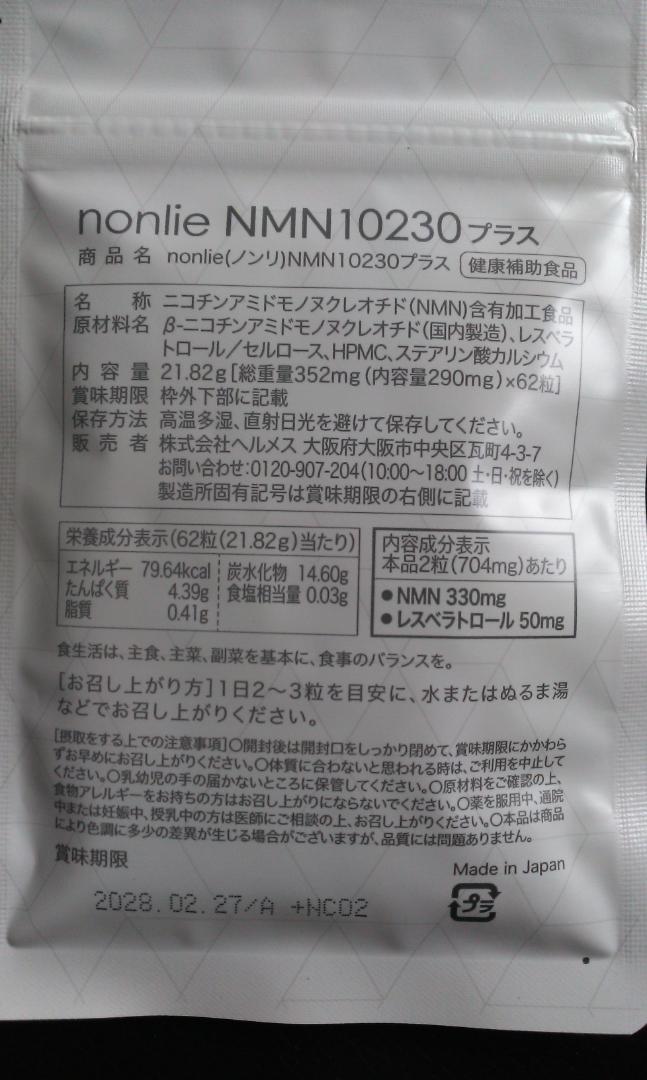 nonlie NMN10230プラス
商品名 nonlie(ノンリ)NMN10230プラス 健康補助食品
名称 ニコチンアミドモノヌクレオチド(NMN)含有加工食品
原材料名 β-ニコチンアミドモノヌクレオチド(国内製造)、レスベラ
トロール/セルロース、HPMC、ステアリン酸カルシウム
内容量 21.82g[総重量352mg(内容量290mg)×62粒]
賞味期限 枠外下部に記載
保存方法 高温多湿、直射日光を避けて保存してください。
販売者 株式会社ヘルメス 大阪府大阪市中央区瓦町4-3-7
お問い合わせ:0120-907-204(10:00~18:00 土・日・祝を除く)
製造所固有記号は賞味期限の右側に記載
栄養成分表示(62粒(21.82g)当たり)
エネルギー 79.64kcal 炭水化物 14.60g
たんぱく質 4.39g 食塩相当量 0.03g
脂質 0.41g
内容成分表示
本品2粒(704mg)あたり
●NMN 330mg
●レスベラトロール 50mg
食生活は、主食、主菜、副菜を基本に、食事のバランスを。
[お召し上がり方]1日2~3粒を目安に、水またはぬるま湯
などでお召し上がりください。
[摂取をする上での注意事項]○開封後は開封口をしっかり閉めて、賞味期限にかかわら
ずお早めにお召し上がりください。○体質に合わないと思われる時は、ご利用を中止して
ください。○乳幼児の手の届かないところに保管してください。○原材料をご確認の上、
食物アレルギーをお持ちの方はお召し上がりにならないでください。○薬を服用中、通院
中または妊娠中、授乳中の方は医師にご相談の上、お召し上がりください。○本品は商品
により色調に多少の差異が生じる場合がございますが、品質には問題ありません。
賞味期限
Made in Japan
2028.02.27/A +NC02
プラ